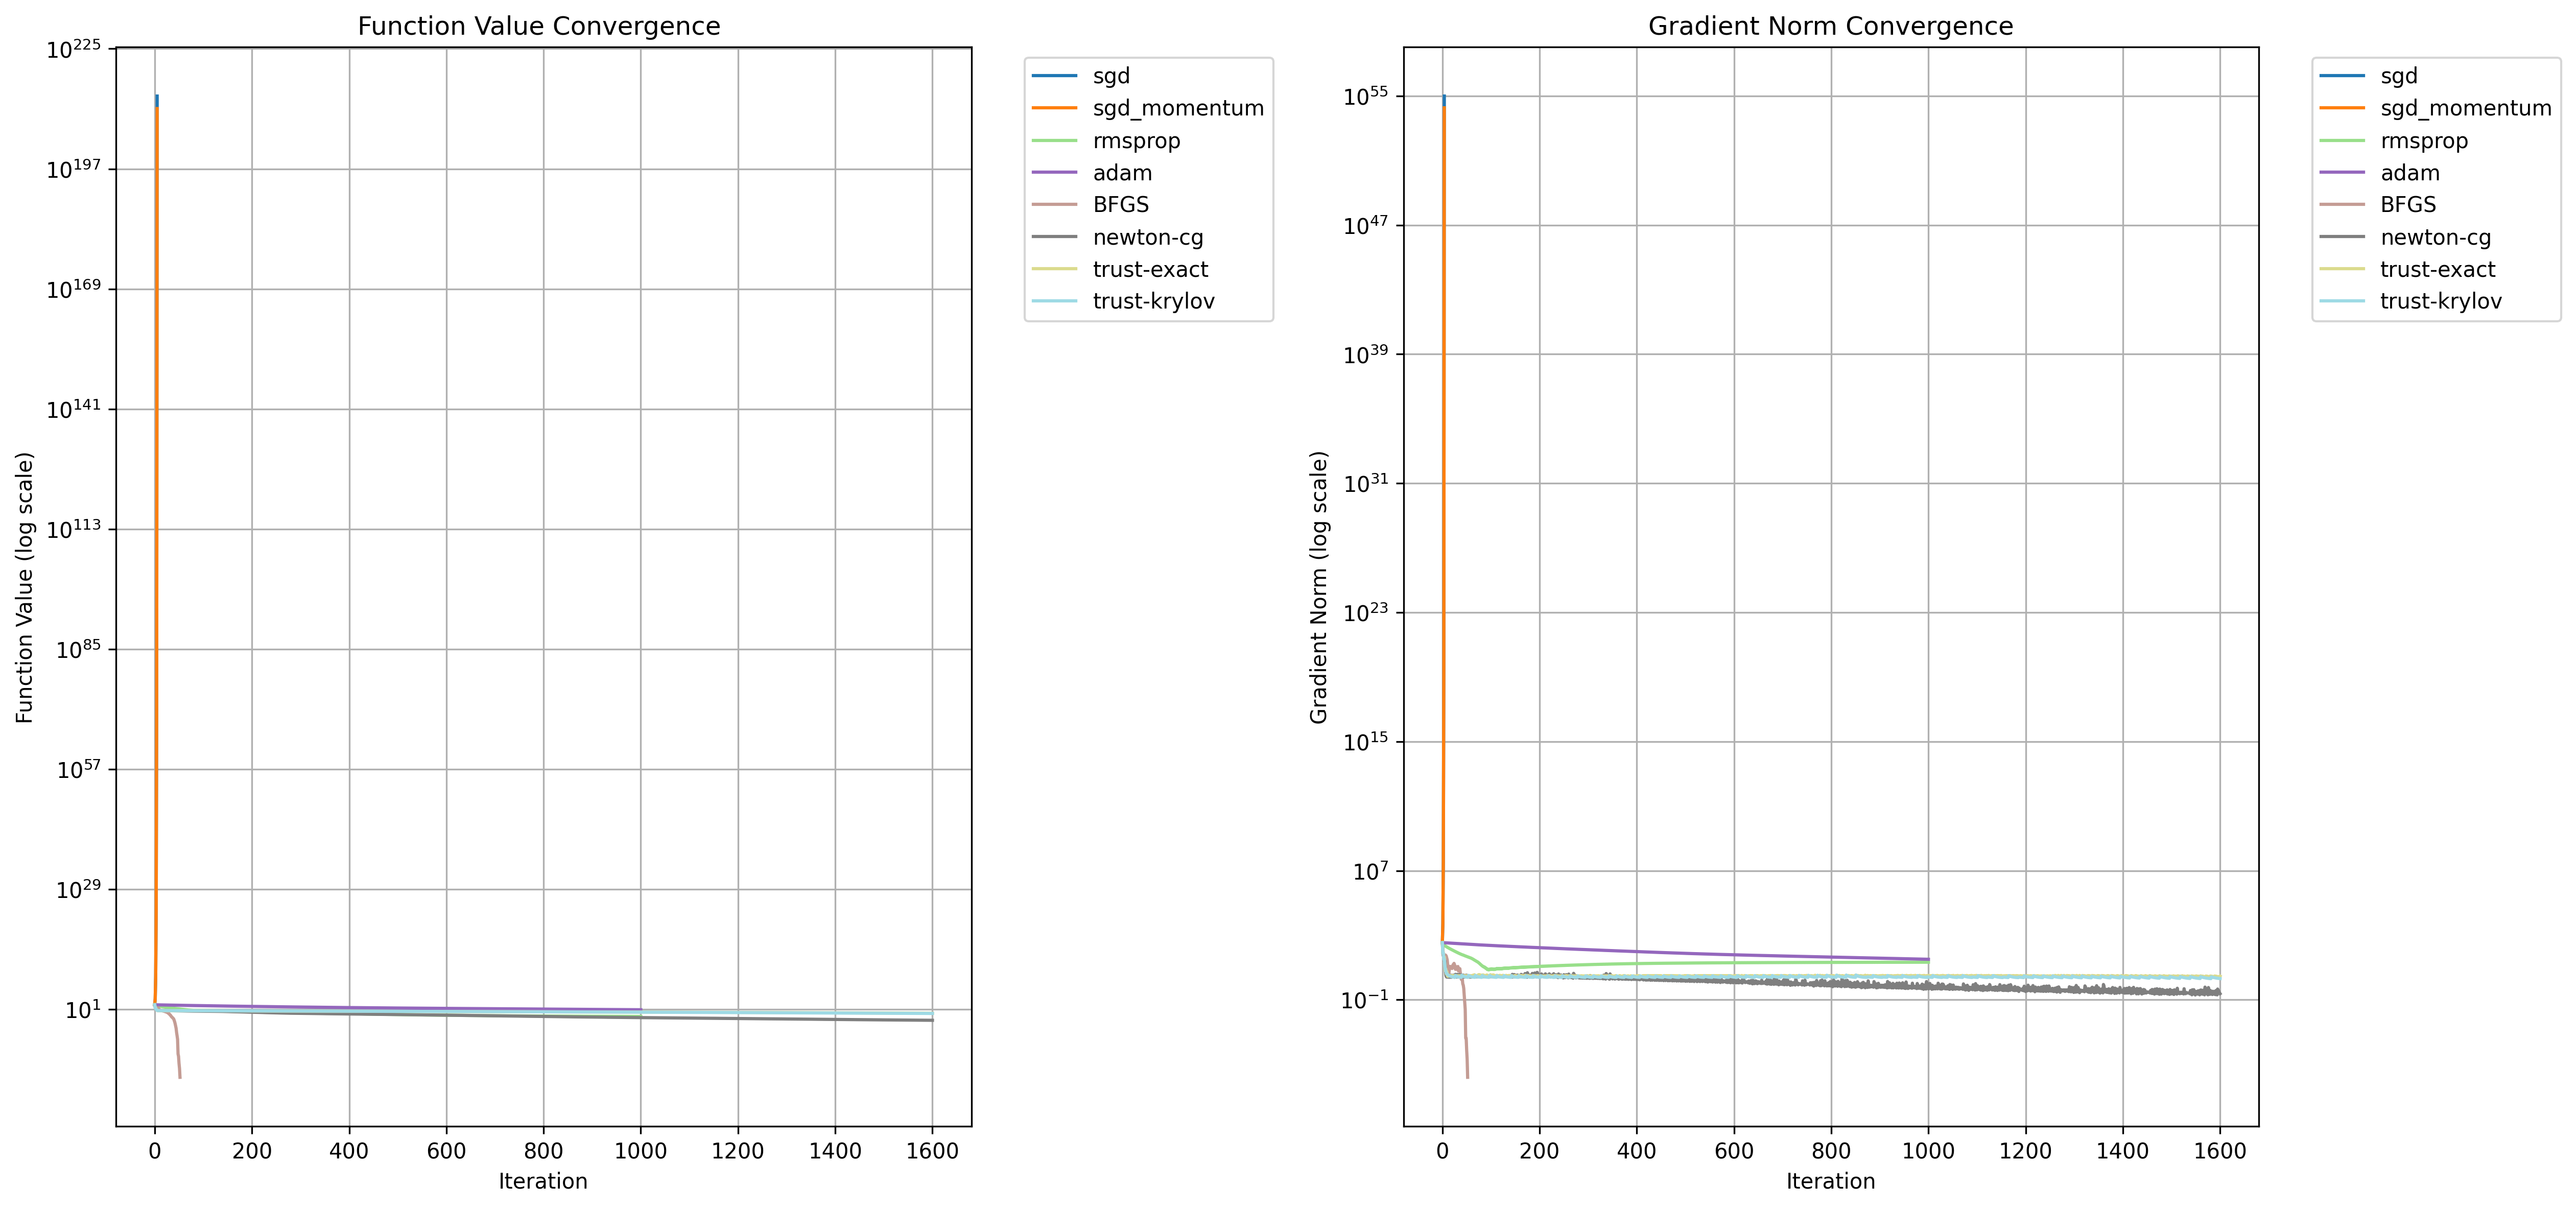 Function Value Convergence
Function Value (log scale)
10^225
10^197
10^169
10^141
10^113
10^85
10^57
10^29
10^1
0 200 400 600 800 1000 1200 1400 1600
Iteration
sgd
sgd_momentum
rmsprop
adam
BFGS
newton-cg
trust-exact
trust-krylov
Gradient Norm Convergence
Gradient Norm (log scale)
10^55
10^47
10^39
10^31
10^23
10^15
10^7
10^−1
0 200 400 600 800 1000 1200 1400 1600
Iteration
sgd
sgd_momentum
rmsprop
adam
BFGS
newton-cg
trust-exact
trust-krylov